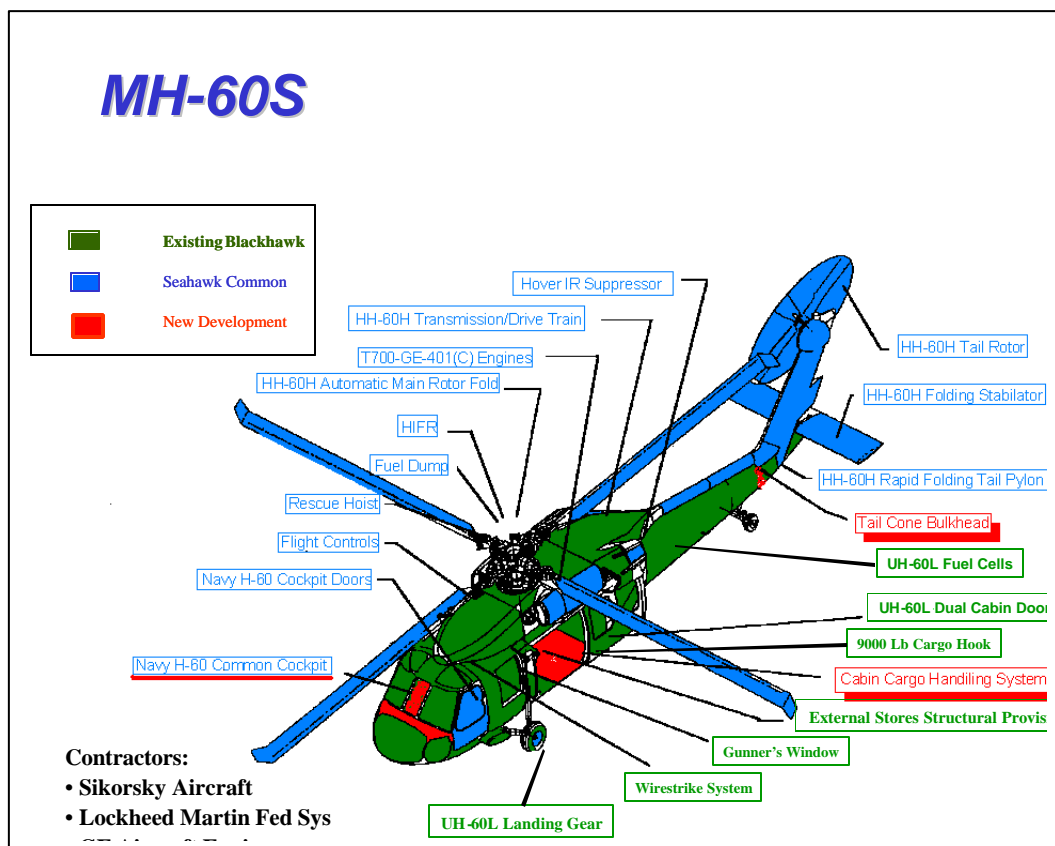 MH-60S
Existing Blackhawk
Seahawk Common
New Development
Hover IR Suppressor
HH-60H Transmission/Drive Train
T700-GE-401(C) Engines
HH-60H Automatic Main Rotor Fold
HIFR
Fuel Dump
Rescue Hoist
Flight Controls
Navy H-60 Cockpit Doors
Navy H-60 Common Cockpit
HH-60H Tail Rotor
HH-60H Folding Stabilator
HH-60H Rapid Folding Tail Pylon
Tail Cone Bulkhead
UH-60L Fuel Cells
UH-60L Dual Cabin Door
9000 Lb Cargo Hook
Cabin Cargo Handiling System
External Stores Structural Provis
Gunner's Window
Wirestrike System
UH-60L Landing Gear
Contractors:
• Sikorsky Aircraft
• Lockheed Martin Fed Sys